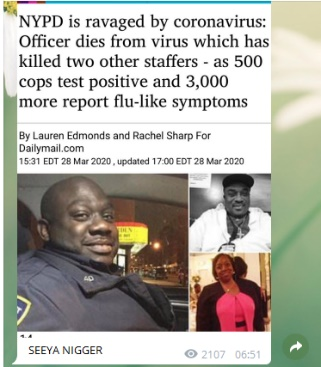 NYPD is ravaged by coronavirus:
Officer dies from virus which has
killed two other staffers - as 500
cops test positive and 3,000
more report flu-like symptoms
By Lauren Edmonds and Rachel Sharp For
Dailymail.com
15:31 EDT 28 Mar 2020 , updated 17:00 EDT 28 Mar 2020
SEEYA NIGGER
2107 06:51